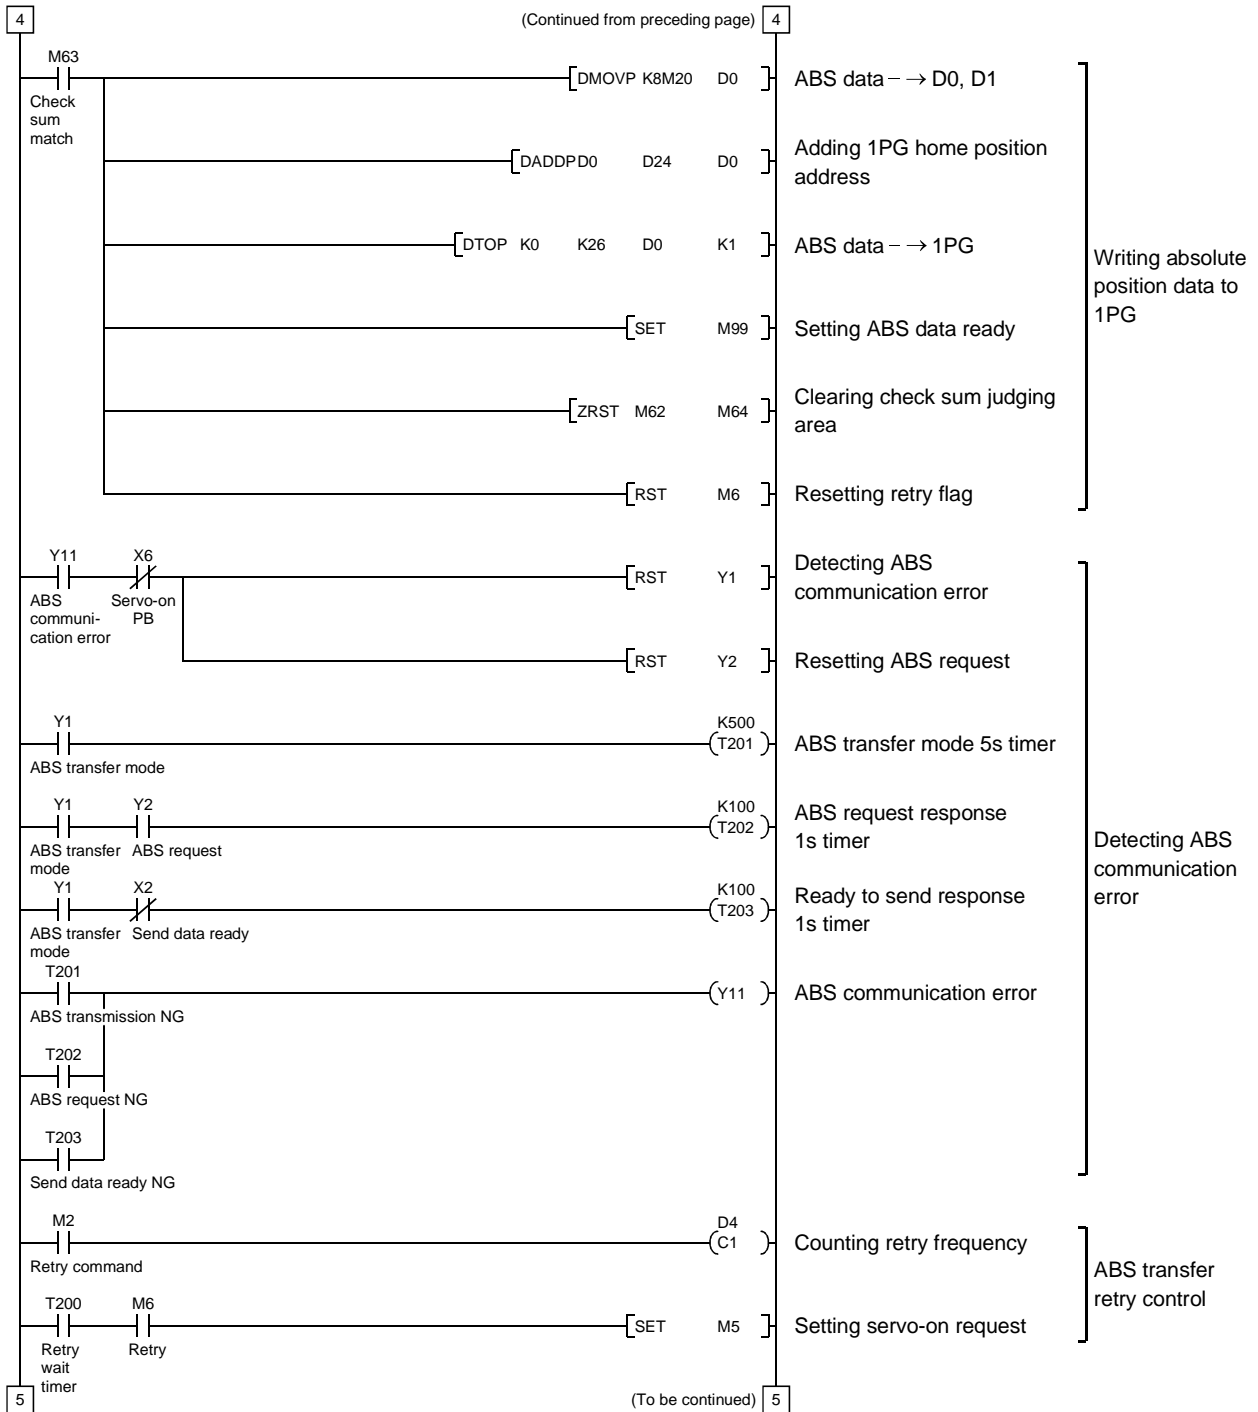 4 (Continued from preceding page) 4
M63
DMOVP K8M20 D0 ABS data – → D0, D1
Check
sum
match
DADDPD0 D24 D0 Adding 1PG home position
address
DTOP K0 K26 D0 K1 ABS data – → 1PG
Writing absolute
position data to
1PG
SET M99 Setting ABS data ready
ZRST M62 M64 Clearing check sum judging
area
RST M6 Resetting retry flag
Y11 X6
RST Y1 Detecting ABS
communication error
ABS
communi-
cation error
Servo-on
PB
RST Y2 Resetting ABS request
Y1 K500
T201 ABS transfer mode 5s timer
ABS transfer mode
Y1 Y2 K100
T202 ABS request response
1s timer
ABS transfer
mode
ABS request
Detecting ABS
communication
error
Y1 X2 K100
T203 Ready to send response
1s timer
ABS transfer
mode
Send data ready
T201
Y11 ABS communication error
ABS transmission NG
T202
ABS request NG
T203
Send data ready NG
M2 D4
C1 Counting retry frequency
Retry command
ABS transfer
retry control
T200 M6
SET M5 Setting servo-on request
Retry
wait
timer
Retry
5 (To be continued) 5